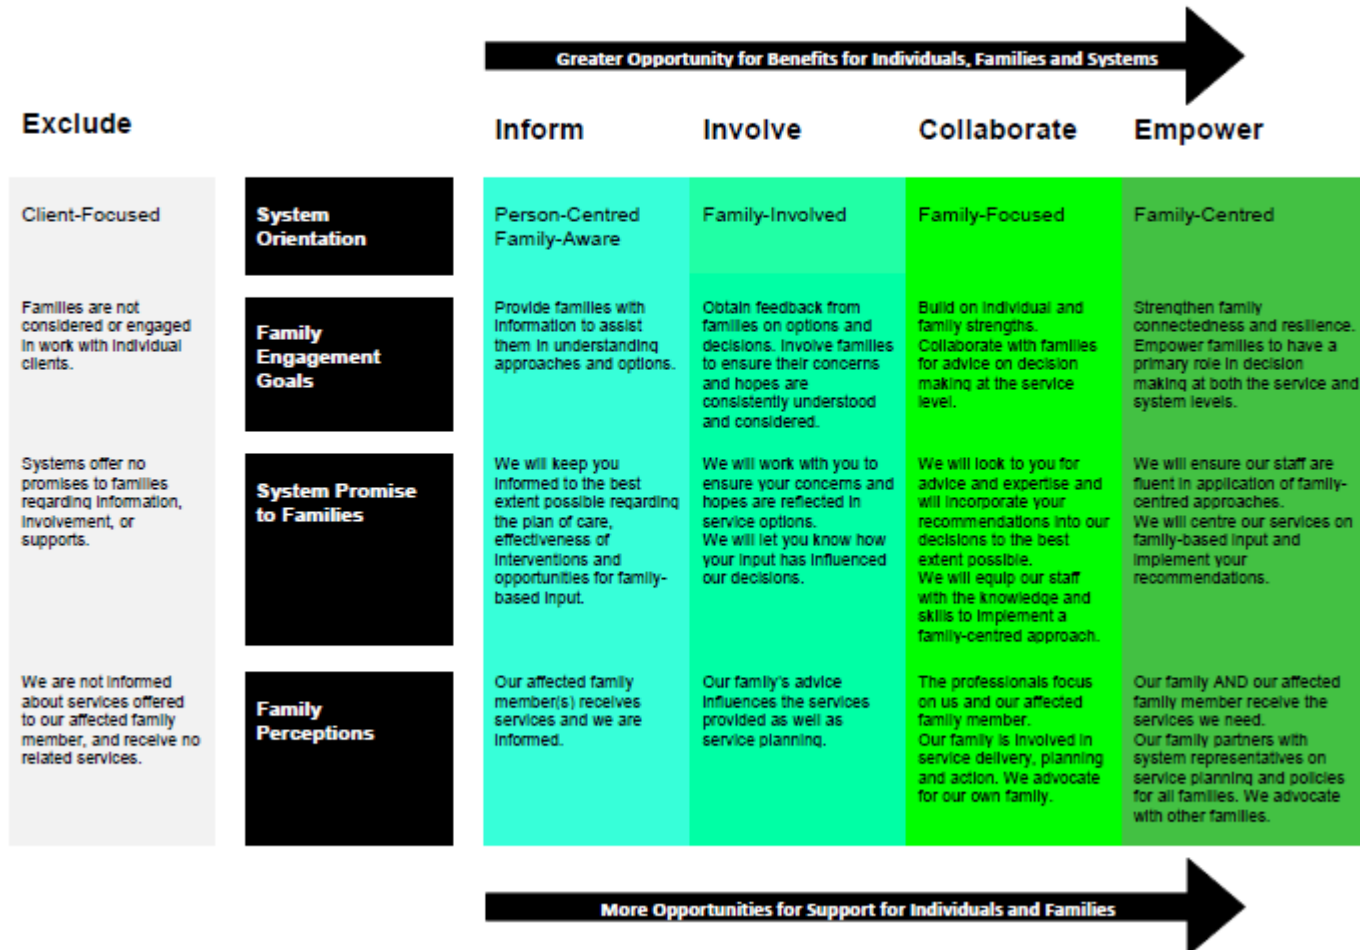 Greater Opportunity for Benefits for Individuals, Families and Systems
Exclude
Inform
Involve
Collaborate
Empower
Client-Focused
System
Orientation
Person-Centred
Family-Aware
Family-Involved
Family-Focused
Family-Centred
Families are not
considered or engaged
in work with individual
clients.
Family
Engagement
Goals
Provide families with
information to assist
them in understanding
approaches and options.
Obtain feedback from
families on options and
decisions. Involve families
to ensure their concerns
and hopes are
consistently understood
and considered.
Build on individual and
family strengths.
Collaborate with families
for advice on decision
making at the service
level.
Strengthen family
connectedness and resilience.
Empower families to have a
primary role in decision
making at both the service and
system levels.
Systems offer no
promises to families
regarding information,
involvement, or
supports.
System Promise
to Families
We will keep you
informed to the best
extent possible regarding
the plan of care,
effectiveness of
interventions and
opportunities for family-
based input.
We will work with you to
ensure your concerns and
hopes are reflected in
service options.
We will let you know how
your input has influenced
our decisions.
We will look to you for
advice and expertise and
will incorporate your
recommendations into our
decisions to the best
extent possible.
We will equip our staff
with the knowledge and
skills to implement a
family-centred approach.
We will ensure our staff are
fluent in application of family-
centred approaches.
We will centre our services on
family-based input and
implement your
recommendations.
We are not informed
about services offered
to our affected family
member, and receive no
related services.
Family
Perceptions
Our affected family
member(s) receives
services and we are
informed.
Our family's advice
influences the services
provided as well as
service planning.
The professionals focus
on us and our affected
family member.
Our family is involved in
service delivery, planning
and action. We advocate
for our own family.
Our family AND our affected
family member receive the
services we need.
Our family partners with
system representatives on
service planning and policies
for all families. We advocate
with other families.
More Opportunities for Support for Individuals and Families